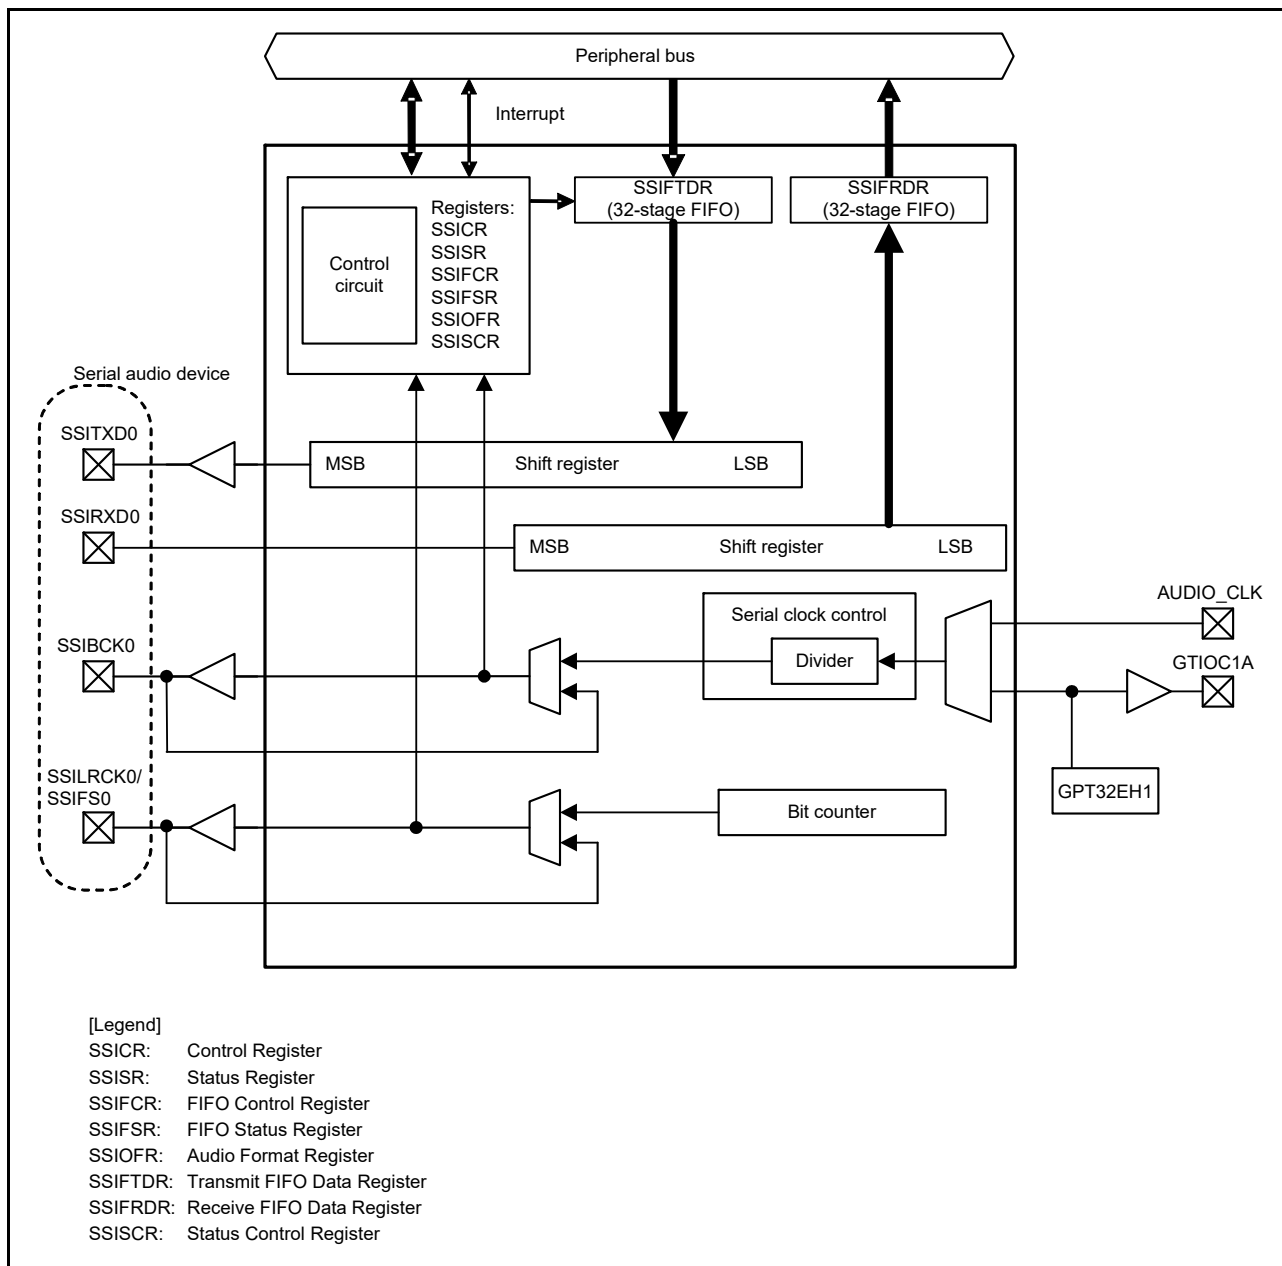 Peripheral bus
Interrupt
SSIFTDR
(32-stage FIFO)
SSIFRDR
(32-stage FIFO)
Registers:
SSICR
SSISR
SSIFCR
SSIFSR
SSIOFR
SSISCR
Control
circuit
Serial audio device
SSITXD0
MSB Shift register LSB
SSIRXD0
MSB Shift register LSB
AUDIO_CLK
Serial clock control
Divider
SSIBCK0
GTIOC1A
SSILRCK0/
SSIFS0
GPT32EH1
Bit counter
[Legend]
SSICR: Control Register
SSISR: Status Register
SSIFCR: FIFO Control Register
SSIFSR: FIFO Status Register
SSIOFR: Audio Format Register
SSIFTDR: Transmit FIFO Data Register
SSIFRDR: Receive FIFO Data Register
SSISCR: Status Control Register